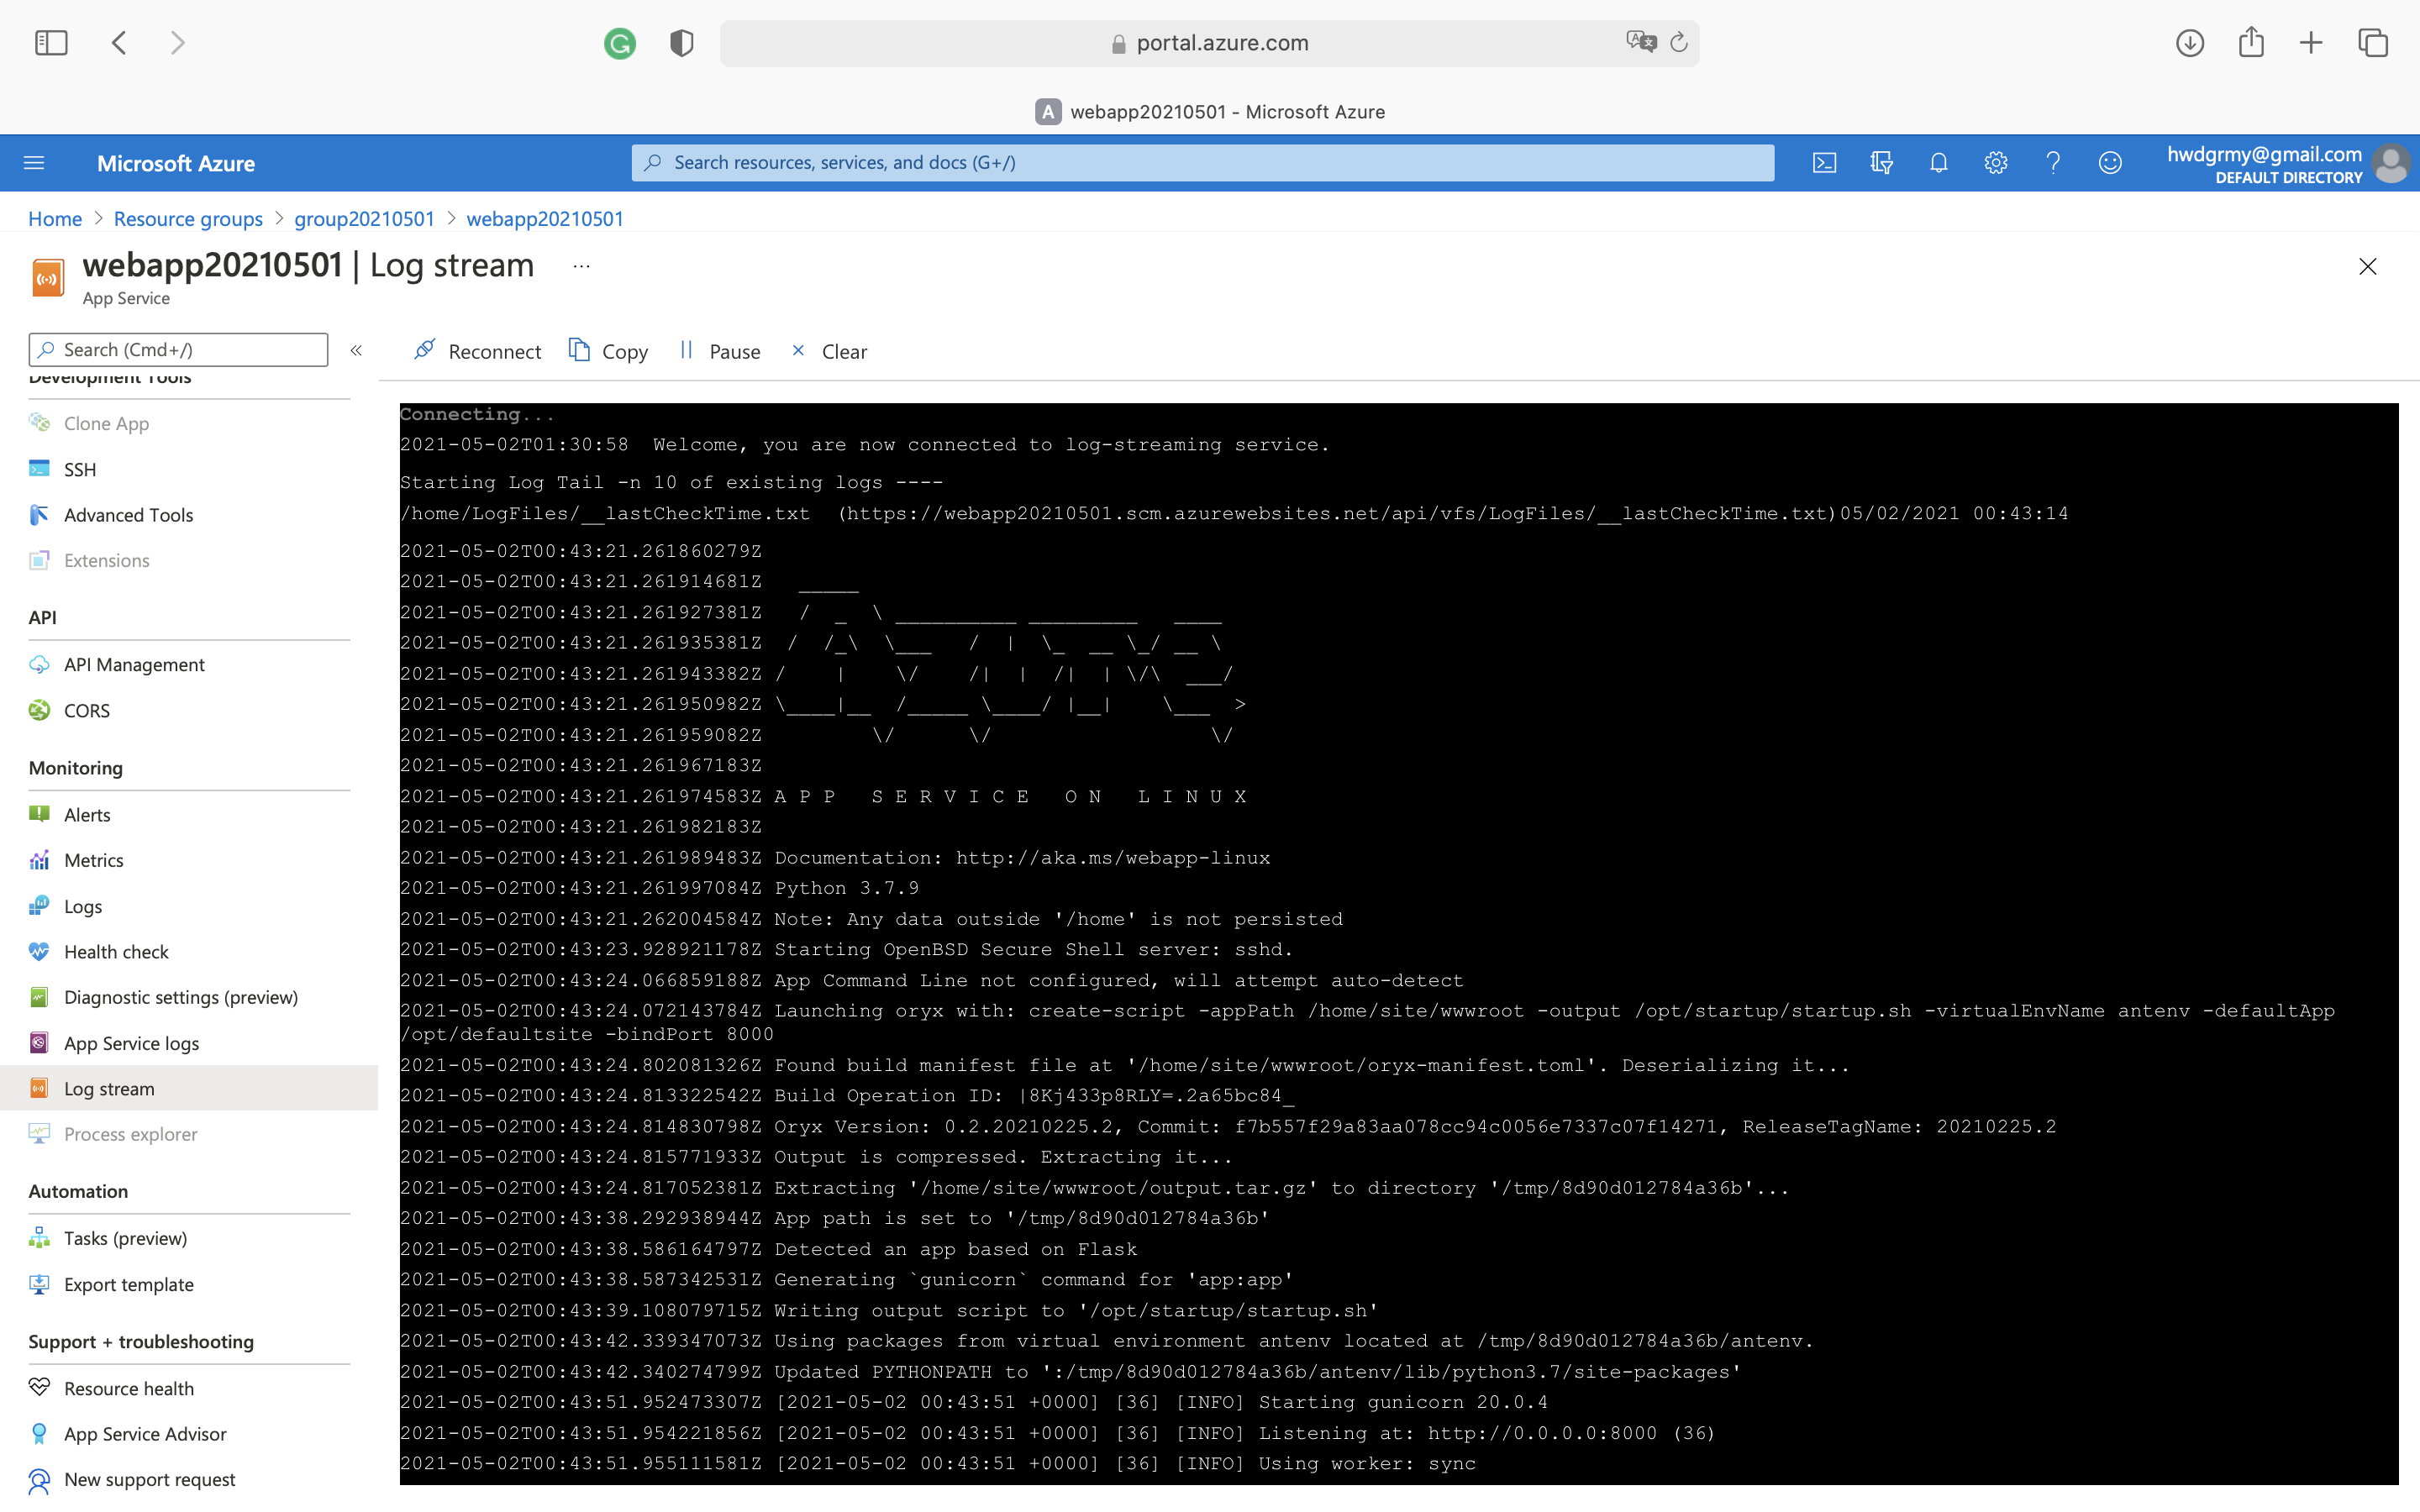 portal.azure.com
A webapp20210501 - Microsoft Azure
Microsoft Azure
Search resources, services, and docs (G+/)
hwdgrmy@gmail.com
DEFAULT DIRECTORY
Home > Resource groups > group20210501 > webapp20210501
webapp20210501 | Log stream ...
App Service
Search (Cmd+/)
«
Reconnect
Copy
Pause
Clear
Development Tools
Clone App
SSH
Advanced Tools
Extensions
API
API Management
CORS
Monitoring
Alerts
Metrics
Logs
Health check
Diagnostic settings (preview)
App Service logs
Log stream
Process explorer
Automation
Tasks (preview)
Export template
Support + troubleshooting
Resource health
App Service Advisor
New support request
Connecting...
2021-05-02T01:30:58  Welcome, you are now connected to log-streaming service.
Starting Log Tail -n 10 of existing logs ----
/home/LogFiles/__lastCheckTime.txt  (https://webapp20210501.scm.azurewebsites.net/api/vfs/LogFiles/__lastCheckTime.txt)05/02/2021 00:43:14
2021-05-02T00:43:21.261860279Z
2021-05-02T00:43:21.261914681Z   _____
2021-05-02T00:43:21.261927381Z   /  _  \ __________ _________   ____
2021-05-02T00:43:21.261935381Z  /  /_\  \___   /  |  \_  __ \_/ __ \
2021-05-02T00:43:21.261943382Z /    |    \/    /|  |  /|  | \/\  ___/
2021-05-02T00:43:21.261950982Z \____|__  /_____ \____/ |__|    \___  >
2021-05-02T00:43:21.261959082Z         \/      \/                  \/
2021-05-02T00:43:21.261967183Z
2021-05-02T00:43:21.261974583Z A P P   S E R V I C E   O N   L I N U X
2021-05-02T00:43:21.261982183Z
2021-05-02T00:43:21.261989483Z Documentation: http://aka.ms/webapp-linux
2021-05-02T00:43:21.261997084Z Python 3.7.9
2021-05-02T00:43:21.262004584Z Note: Any data outside '/home' is not persisted
2021-05-02T00:43:23.928921178Z Starting OpenBSD Secure Shell server: sshd.
2021-05-02T00:43:24.066859188Z App Command Line not configured, will attempt auto-detect
2021-05-02T00:43:24.072143784Z Launching oryx with: create-script -appPath /home/site/wwwroot -output /opt/startup/startup.sh -virtualEnvName antenv -defaultApp
/opt/defaultsite -bindPort 8000
2021-05-02T00:43:24.802081326Z Found build manifest file at '/home/site/wwwroot/oryx-manifest.toml'. Deserializing it...
2021-05-02T00:43:24.813322542Z Build Operation ID: |8Kj433p8RLY=.2a65bc84_
2021-05-02T00:43:24.814830798Z Oryx Version: 0.2.20210225.2, Commit: f7b557f29a83aa078cc94c0056e7337c07f14271, ReleaseTagName: 20210225.2
2021-05-02T00:43:24.815771933Z Output is compressed. Extracting it...
2021-05-02T00:43:24.817052381Z Extracting '/home/site/wwwroot/output.tar.gz' to directory '/tmp/8d90d012784a36b'...
2021-05-02T00:43:38.292938944Z App path is set to '/tmp/8d90d012784a36b'
2021-05-02T00:43:38.586164797Z Detected an app based on Flask
2021-05-02T00:43:38.587342531Z Generating `gunicorn` command for 'app:app'
2021-05-02T00:43:39.108079715Z Writing output script to '/opt/startup/startup.sh'
2021-05-02T00:43:42.339347073Z Using packages from virtual environment antenv located at /tmp/8d90d012784a36b/antenv.
2021-05-02T00:43:42.340274799Z Updated PYTHONPATH to ':/tmp/8d90d012784a36b/antenv/lib/python3.7/site-packages'
2021-05-02T00:43:51.952473307Z [2021-05-02 00:43:51 +0000] [36] [INFO] Starting gunicorn 20.0.4
2021-05-02T00:43:51.954221856Z [2021-05-02 00:43:51 +0000] [36] [INFO] Listening at: http://0.0.0.0:8000 (36)
2021-05-02T00:43:51.955111581Z [2021-05-02 00:43:51 +0000] [36] [INFO] Using worker: sync